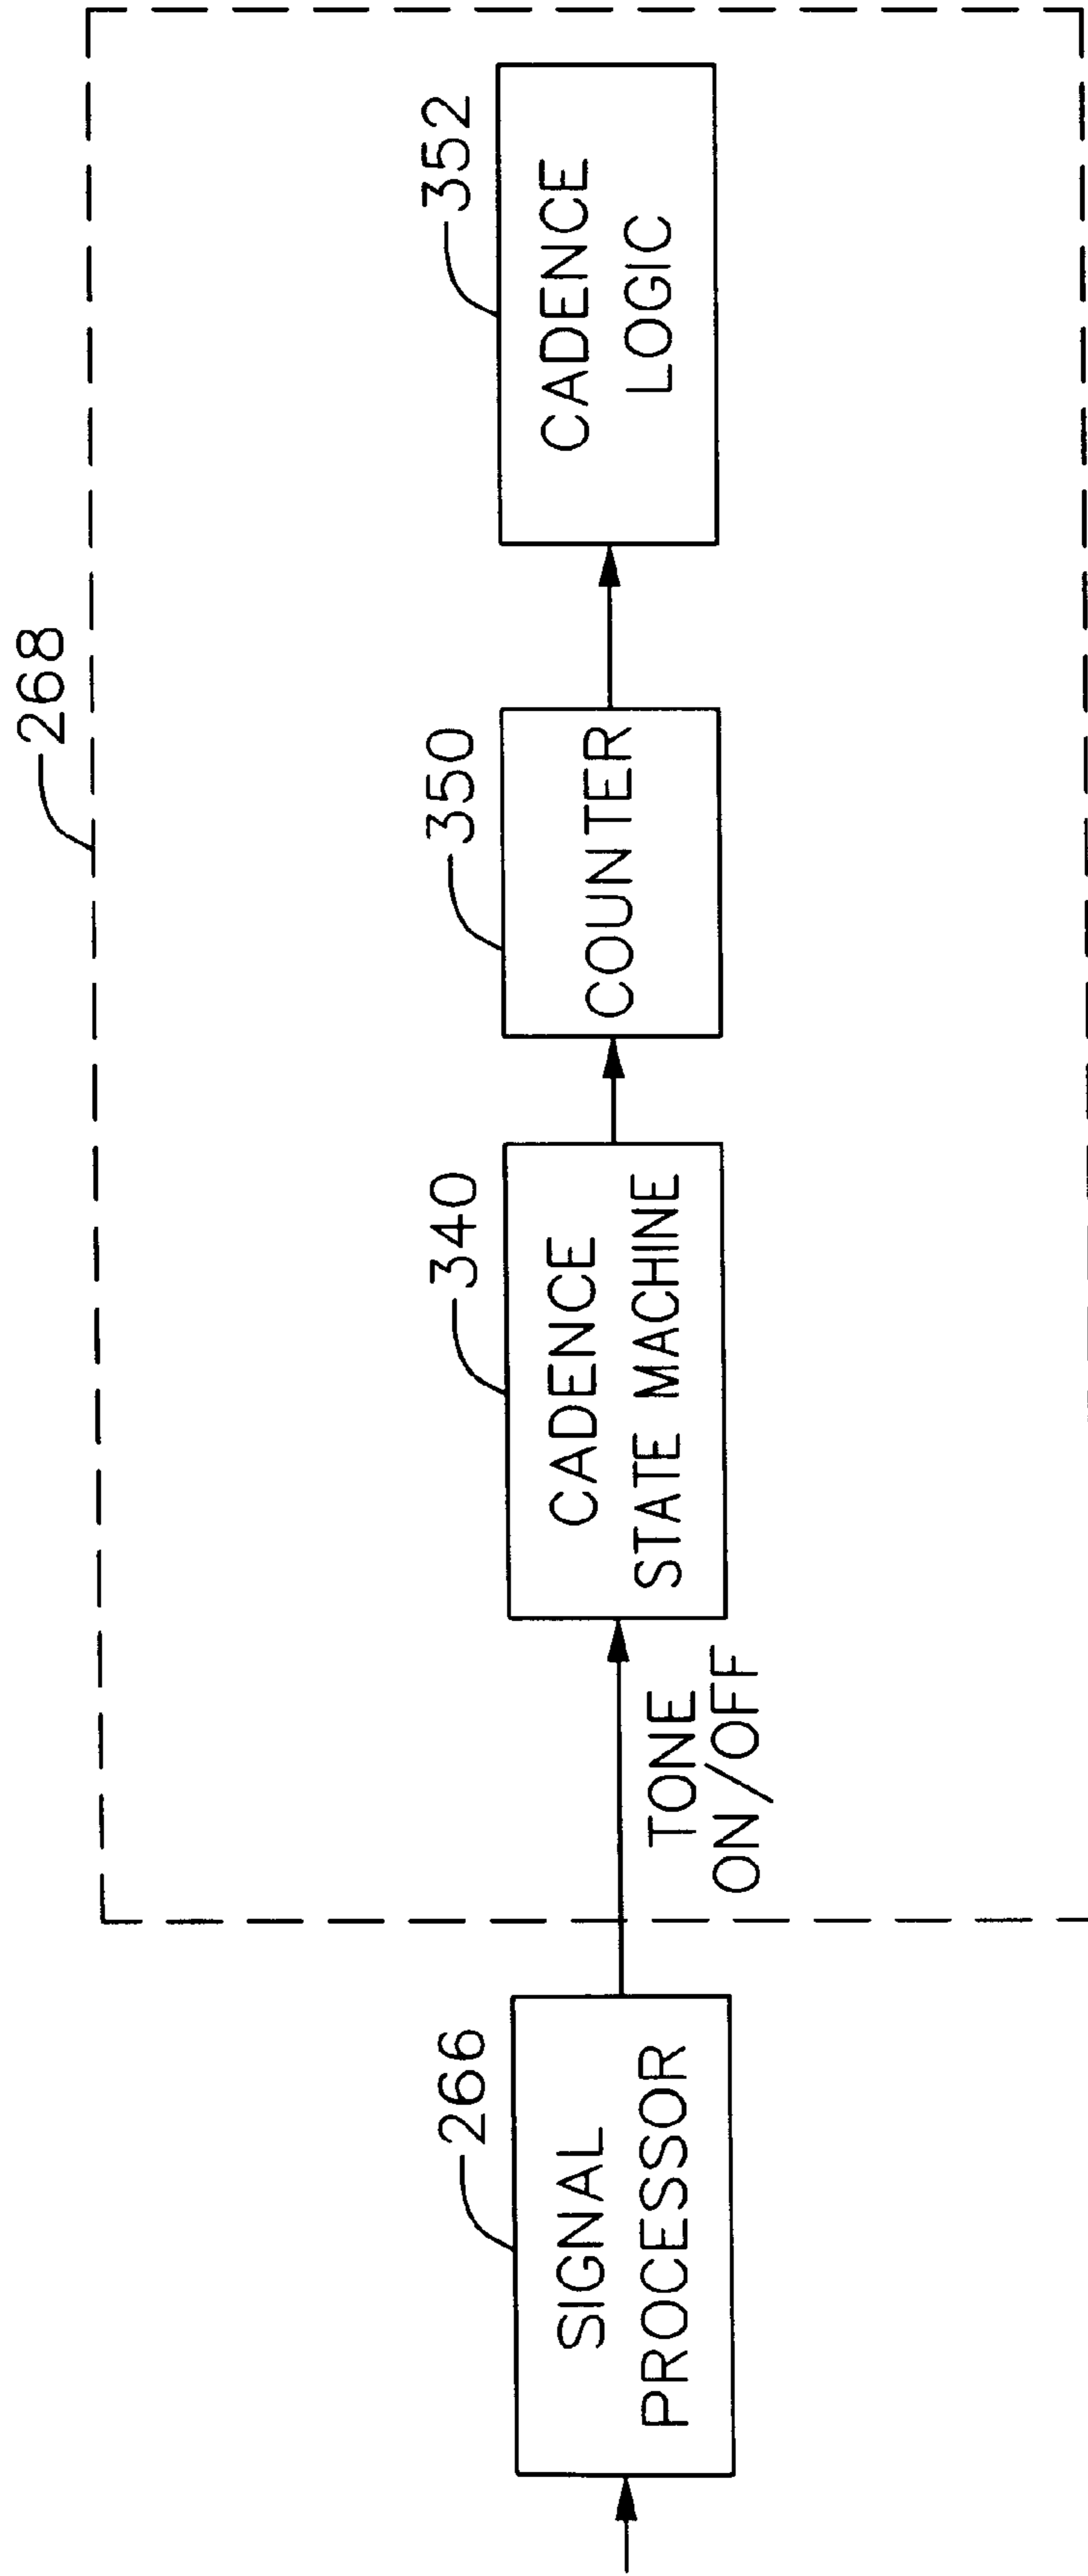 268
266
SIGNAL
PROCESSOR
TONE
ON/OFF
340
CADENCE
STATE MACHINE
350
COUNTER
352
CADENCE
LOGIC